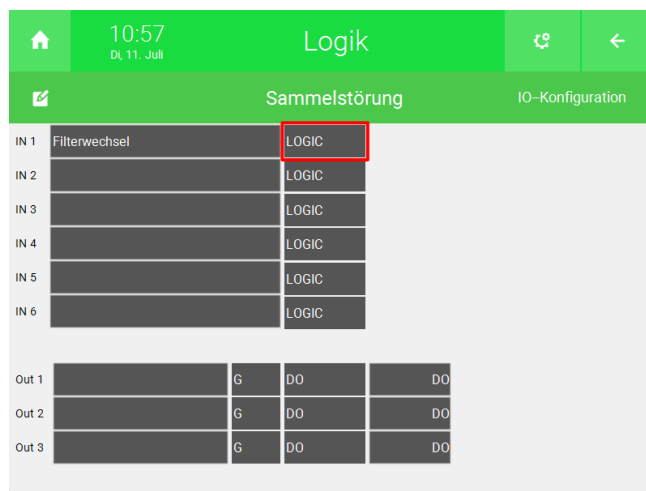 10:57
Di, 11. Juli
Logik
Sammelstörung
IO–Konfiguration
IN 1 Filterwechsel LOGIC
IN 2 LOGIC
IN 3 LOGIC
IN 4 LOGIC
IN 5 LOGIC
IN 6 LOGIC
Out 1 G DO DO
Out 2 G DO DO
Out 3 G DO DO